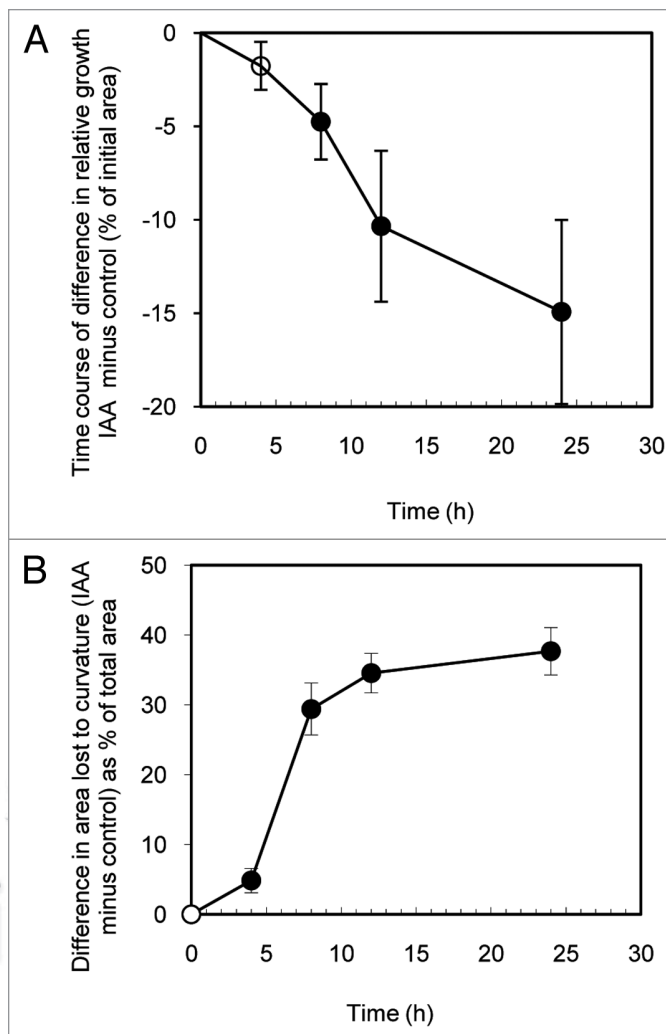 A
Time course of difference in relative growth
IAA minus control (% of initial area)
0
-5
-10
-15
-20
0 5 10 15 20 25 30
Time (h)
B
Difference in area lost to curvature (IAA
minus control) as % of total area
50
40
30
20
10
0
0 5 10 15 20 25 30
Time (h)